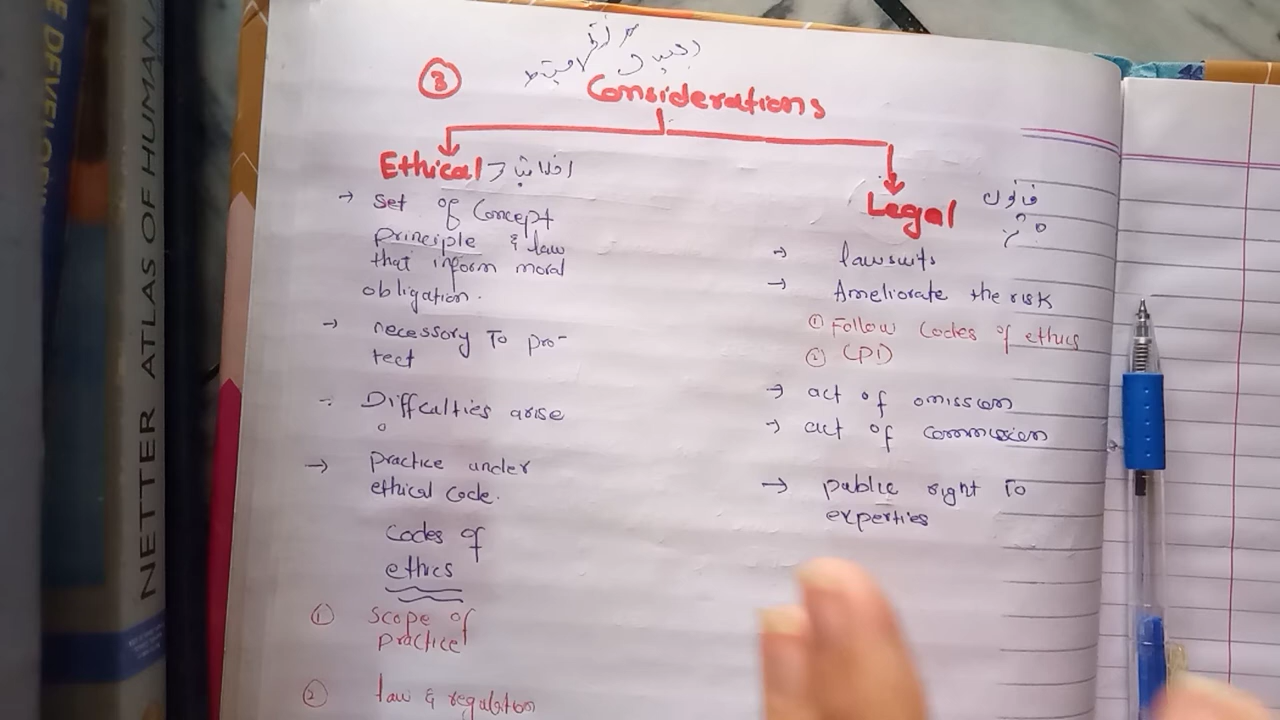 E DEVELO
NETTER ATLAS OF HUMAN A
③
Considerations
Ethical
→ set of Concept
principle & law
that inform moral
obligation.
→ necessary To pro-
tect
- Diffcalties arise
→ practice under
ethical Code.
Codes of
ethics
① Scope of
practice
② law & regulation
Legal
قانون
→ lawsuits
→ Ameliorate the risk
① Follow Codes of ethics
② (PI)
→ act of omission
→ act of Commission
→ public right To
experties